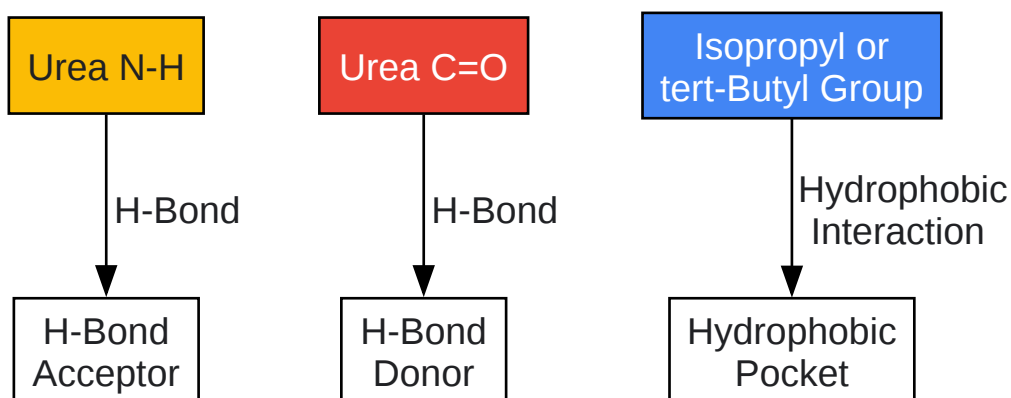 Urea N-H
Urea C=O
Isopropyl or
tert-Butyl Group
H-Bond
H-Bond
Hydrophobic
Interaction
H-Bond
Acceptor
H-Bond
Donor
Hydrophobic
Pocket